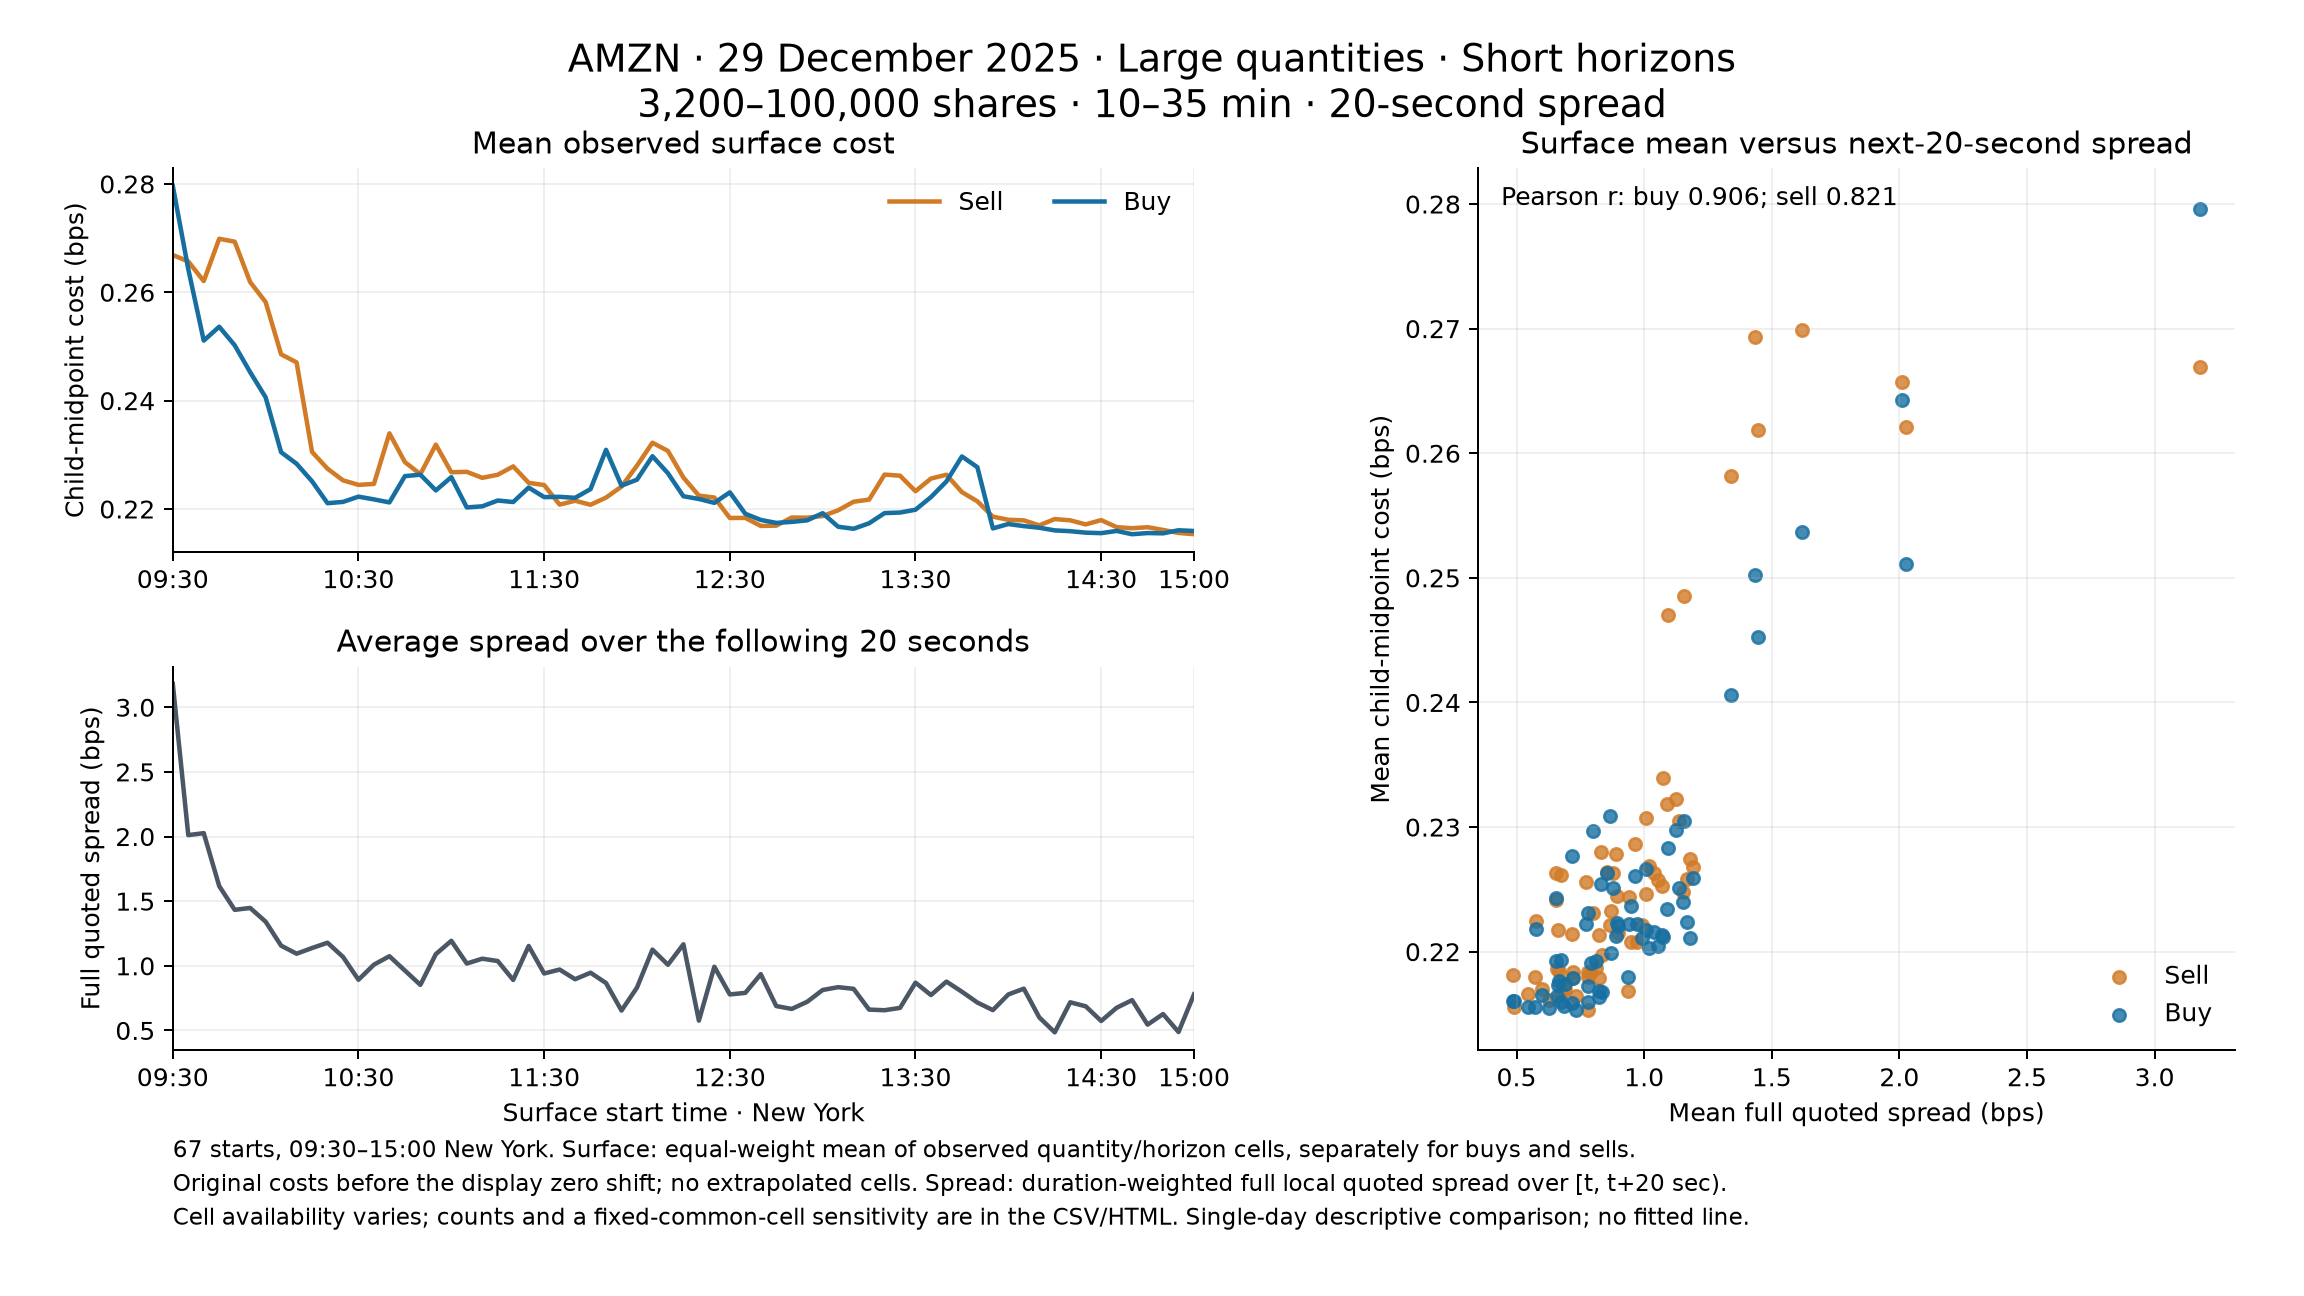 AMZN · 29 December 2025 · Large quantities · Short horizons
3,200–100,000 shares · 10–35 min · 20-second spread
Mean observed surface cost
Child-midpoint cost (bps)
0.28
0.26
0.24
0.22
Sell
Buy
09:30
10:30
11:30
12:30
13:30
14:30
15:00
Average spread over the following 20 seconds
Full quoted spread (bps)
3.0
2.5
2.0
1.5
1.0
0.5
09:30
10:30
11:30
12:30
13:30
14:30
15:00
Surface start time · New York
Surface mean versus next-20-second spread
Pearson r: buy 0.906; sell 0.821
Mean child-midpoint cost (bps)
0.28
0.27
0.26
0.25
0.24
0.23
0.22
Sell
Buy
0.5
1.0
1.5
2.0
2.5
3.0
Mean full quoted spread (bps)
67 starts, 09:30–15:00 New York. Surface: equal-weight mean of observed quantity/horizon cells, separately for buys and sells.
Original costs before the display zero shift; no extrapolated cells. Spread: duration-weighted full local quoted spread over [t, t+20 sec).
Cell availability varies; counts and a fixed-common-cell sensitivity are in the CSV/HTML. Single-day descriptive comparison; no fitted line.